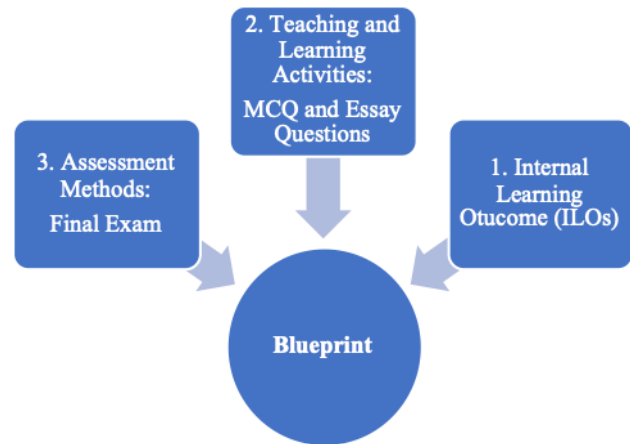 2. Teaching and
Learning
Activities:
MCQ and Essay
Questions
3. Assessment
Methods:
Final Exam
1. Internal
Learning
Otucome (ILOs)
Blueprint